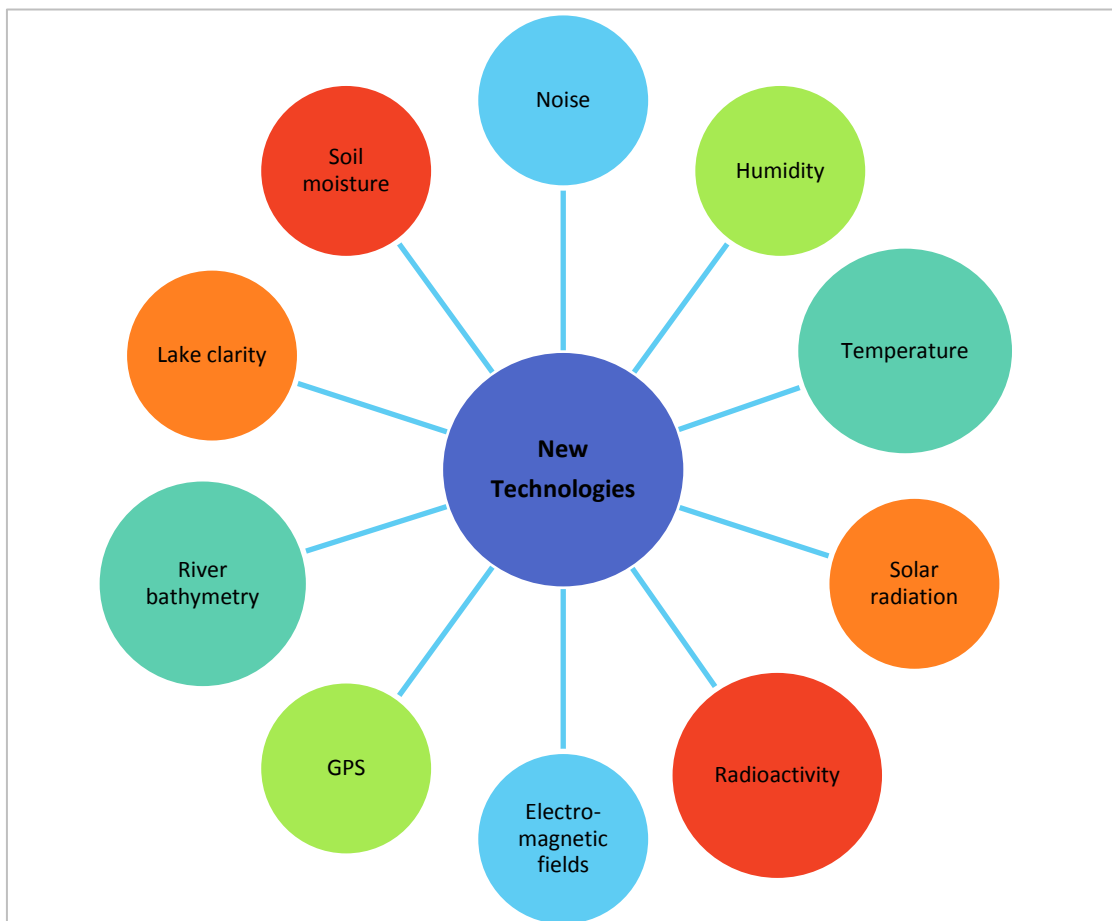 Noise
Humidity
Temperature
Solar
radiation
Radioactivity
Electro-
magnetic
fields
GPS
River
bathymetry
Lake clarity
Soil
moisture
New
Technologies